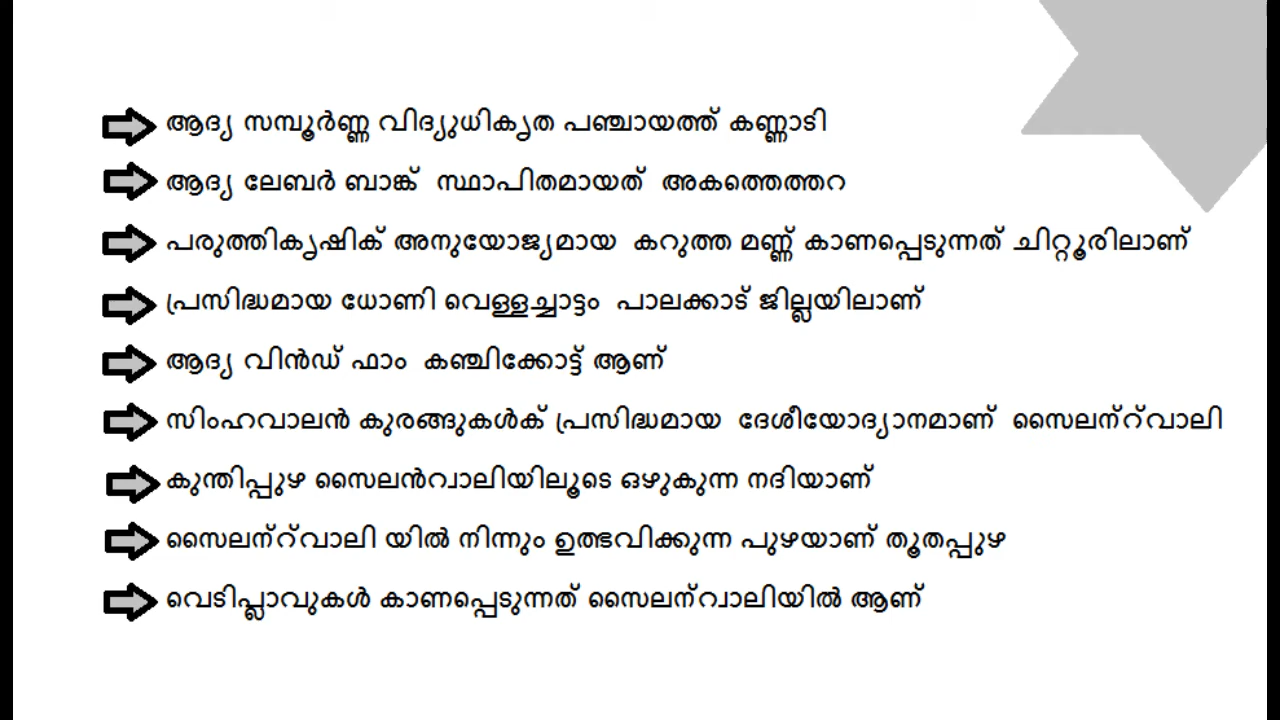 ആദ്യ സമ്പൂർണ്ണ വിദ്യുധികൃത പഞ്ചായത്ത് കണ്ണാടി
ആദ്യ ലേബർ ബാങ്ക് സ്ഥാപിതമായത് അകത്തെത്തറ
പരുത്തികൃഷിക് അനുയോജ്യമായ കറുത്ത മണ്ണ് കാണപ്പെടുന്നത് ചിറ്റൂരിലാണ്
പ്രസിദ്ധമായ ധോണി വെള്ളച്ചാട്ടം പാലക്കാട് ജില്ലയിലാണ്
ആദ്യ വിൻഡ് ഫാം കഞ്ചിക്കോട്ട് ആണ്
സിംഹവാലൻ കുരങ്ങുകൾക് പ്രസിദ്ധമായ ദേശീയോദ്യാനമാണ് സൈലന്റ്‌വാലി
കുന്തിപ്പുഴ സൈലൻവാലിയിലൂടെ ഒഴുകുന്ന നദിയാണ്
സൈലന്റ്‌വാലി യിൽ നിന്നും ഉത്ഭവിക്കുന്ന പുഴയാണ് തൂതപ്പുഴ
വെടിപ്ലാവുകൾ കാണപ്പെടുന്നത് സൈലന്വാലിയിൽ ആണ്